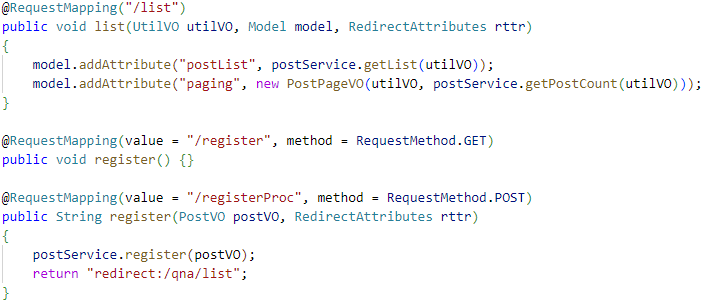 @RequestMapping("/list")
public void list(UtilVO utilVO, Model model, RedirectAttributes rttr)
{
    model.addAttribute("postList", postService.getList(utilVO));
    model.addAttribute("paging", new PostPageVO(utilVO, postService.getPostCount(utilVO)));
}

@RequestMapping(value = "/register", method = RequestMethod.GET)
public void register() {}

@RequestMapping(value = "/registerProc", method = RequestMethod.POST)
public String register(PostVO postVO, RedirectAttributes rttr)
{
    postService.register(postVO);
    return "redirect:/qna/list";
}